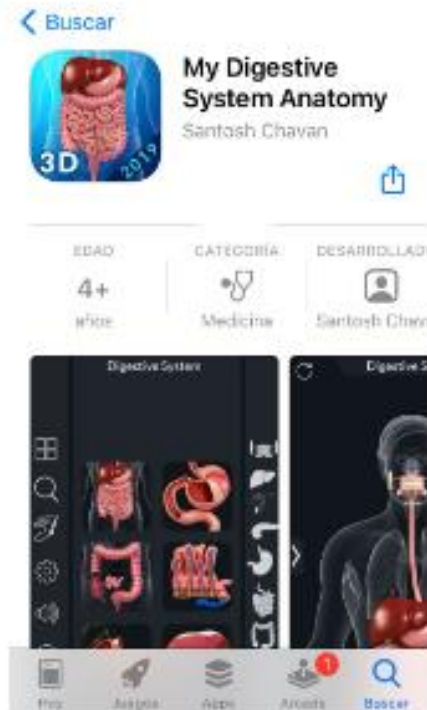 Buscar
My Digestive
System Anatomy
Santosh Chavan
3D
2019
EDAD
CATEGORÍA
DESARROLLAD
4+
años
Medicina
Santosh Chav
Digestive System
Digestive S
1
Hoy
Juegos
Apps
Arcade
Buscar